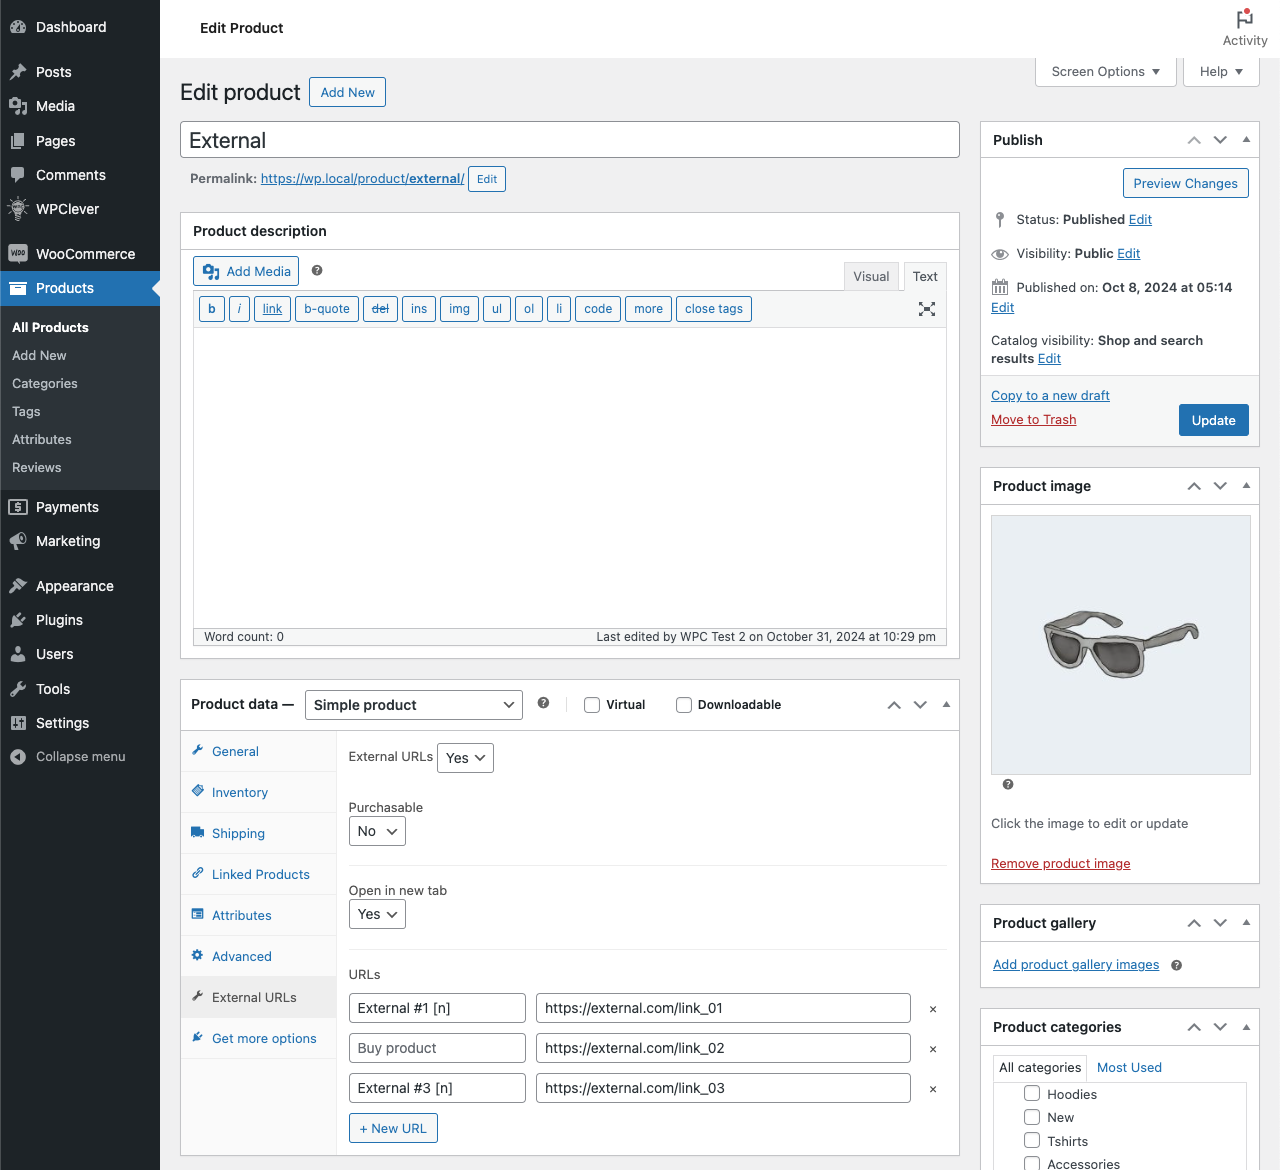 Dashboard
Posts
Media
Pages
Comments
WPClever
WooCommerce
Products
All Products
Add New
Categories
Tags
Attributes
Reviews
Payments
Marketing
Appearance
Plugins
Users
Tools
Settings
Collapse menu
Edit Product
Activity
Screen Options
Help
Edit product
Add New
External
Permalink: https://wp.local/product/external/ Edit
Product description
Add Media
Visual
Text
b
i
link
b-quote
del
ins
img
ul
ol
li
code
more
close tags
Word count: 0
Last edited by WPC Test 2 on October 31, 2024 at 10:29 pm
Product data —
Simple product
Virtual
Downloadable
General
Inventory
Shipping
Linked Products
Attributes
Advanced
External URLs
Get more options
External URLs
Yes
Purchasable
No
Open in new tab
Yes
URLs
External #1 [n]
https://external.com/link_01
×
Buy product
https://external.com/link_02
×
External #3 [n]
https://external.com/link_03
×
+ New URL
Publish
Preview Changes
Status: Published Edit
Visibility: Public Edit
Published on: Oct 8, 2024 at 05:14
Edit
Catalog visibility: Shop and search
results Edit
Copy to a new draft
Move to Trash
Update
Product image
Click the image to edit or update
Remove product image
Product gallery
Add product gallery images
Product categories
All categories
Most Used
Hoodies
New
Tshirts
Accessories